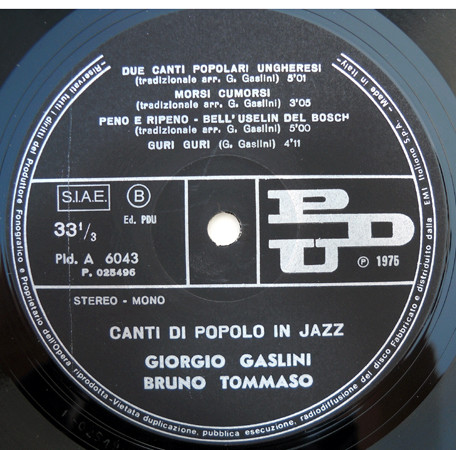 DUE CANTI POPOLARI UNGHERESI
(tradizionale arr. G. Gaslini) 5'01
MORSI CUMORSI
(tradizionale arr. G. Gaslini) 3'05
PENO E RIPENO - BELL'USELIN DEL BOSCH
(tradizionale arr. G. Gaslini) 5'00
GURI GURI (G. Gaslini) 4'11
S.I.A.E.
B
Ed. PDU
33 1/3
Pld. A 6043
P. 025496
PDU
℗ 1975
STEREO - MONO
CANTI DI POPOLO IN JAZZ
GIORGIO GASLINI
BRUNO TOMMASO
-Riservati tutti i diritti del Produttore Fonografico e Proprietario dell'Opera riprodotta-Vietata duplicazione, pubblica esecuzione, radiodiffusione del disco Fabbricato e distribuito dalla EMI Italiana S.p.A. -Made in Italy-